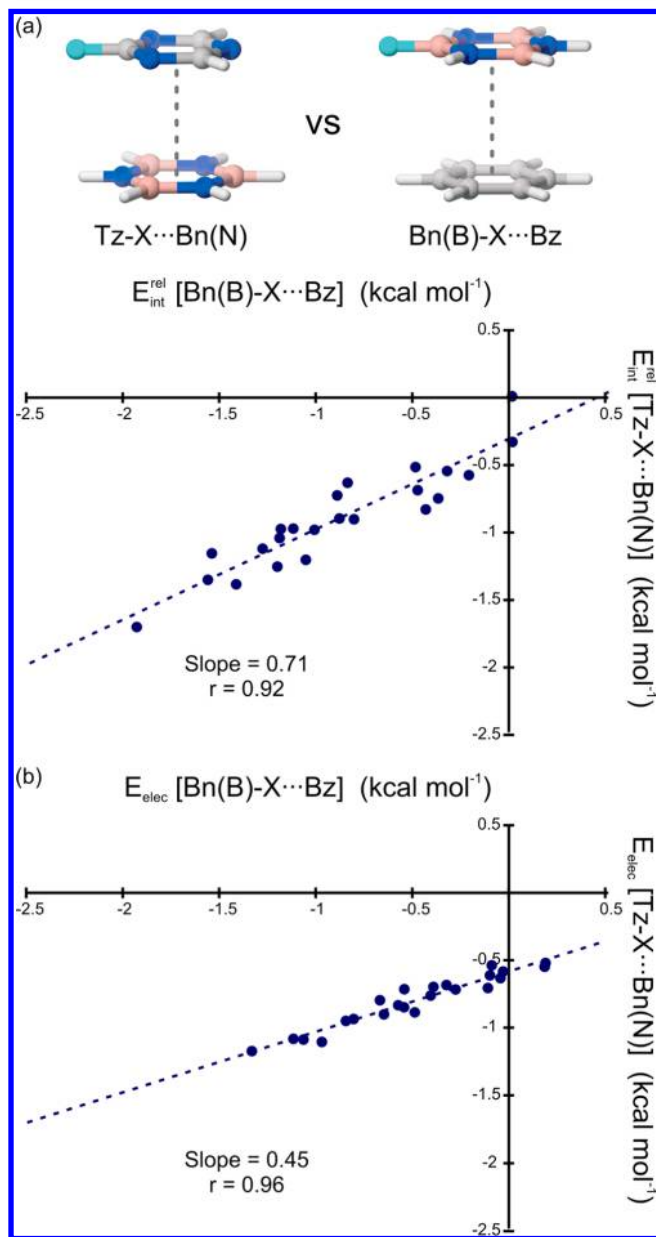 (a)
vs
Tz-X···Bn(N)
Bn(B)-X···Bz
E_int^rel [Bn(B)-X···Bz] (kcal mol⁻¹)
0.5
-2.5 -2 -1.5 -1 -0.5 0.5
-0.5
-1
-1.5
-2
-2.5
E_int^rel [Tz-X···Bn(N)] (kcal mol⁻¹)
Slope = 0.71
r = 0.92
(b)
E_elec [Bn(B)-X···Bz] (kcal mol⁻¹)
0.5
-2.5 -2 -1.5 -1 -0.5 0.5
-0.5
-1
-1.5
-2
-2.5
E_elec [Tz-X···Bn(N)] (kcal mol⁻¹)
Slope = 0.45
r = 0.96